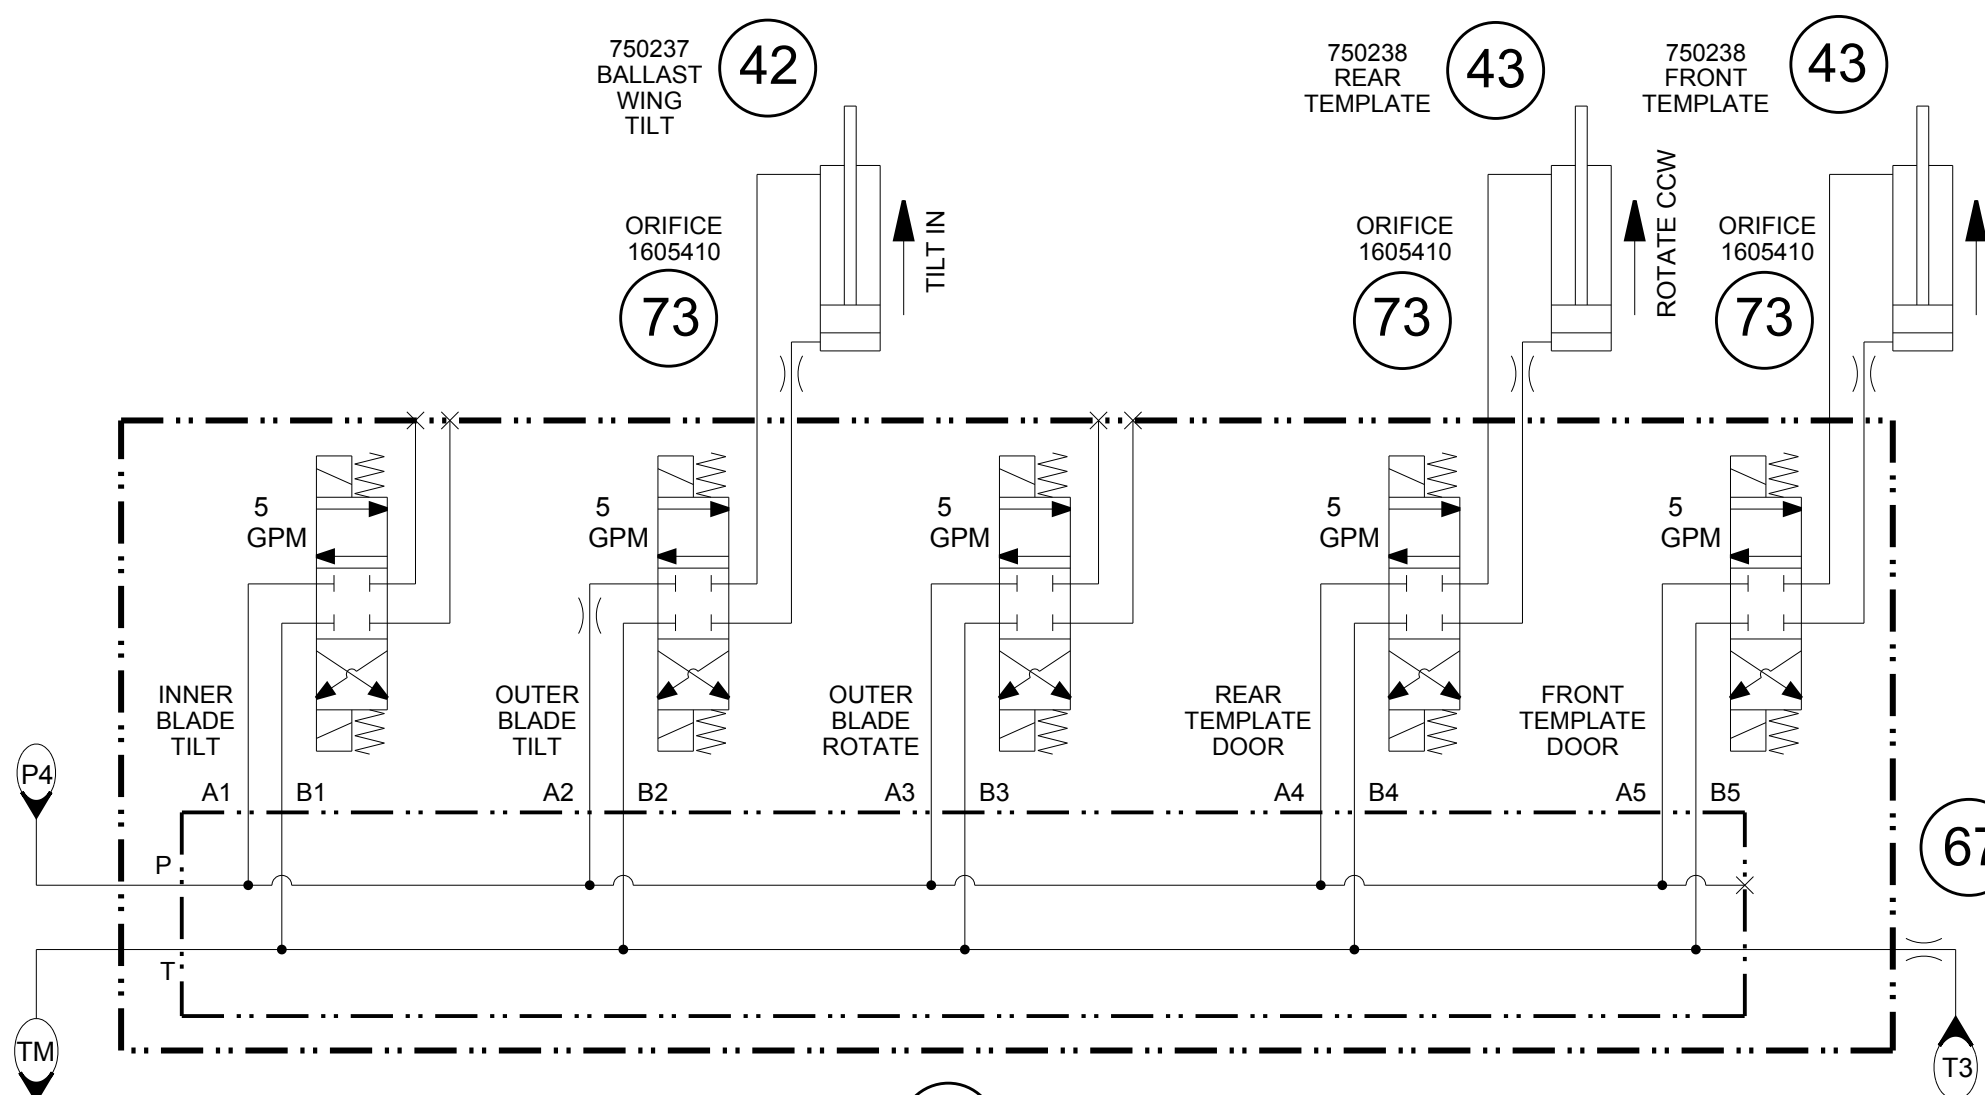 750237
BALLAST
WING
TILT
42
750238
REAR
TEMPLATE
43
750238
FRONT
TEMPLATE
43
ORIFICE
1605410
73
TILT IN
ORIFICE
1605410
73
ROTATE CCW
ORIFICE
1605410
73
5
GPM
5
GPM
5
GPM
5
GPM
5
GPM
INNER
BLADE
TILT
OUTER
BLADE
TILT
OUTER
BLADE
ROTATE
REAR
TEMPLATE
DOOR
FRONT
TEMPLATE
DOOR
P4
A1
B1
A2
B2
A3
B3
A4
B4
A5
B5
P
67
T
TM
T3